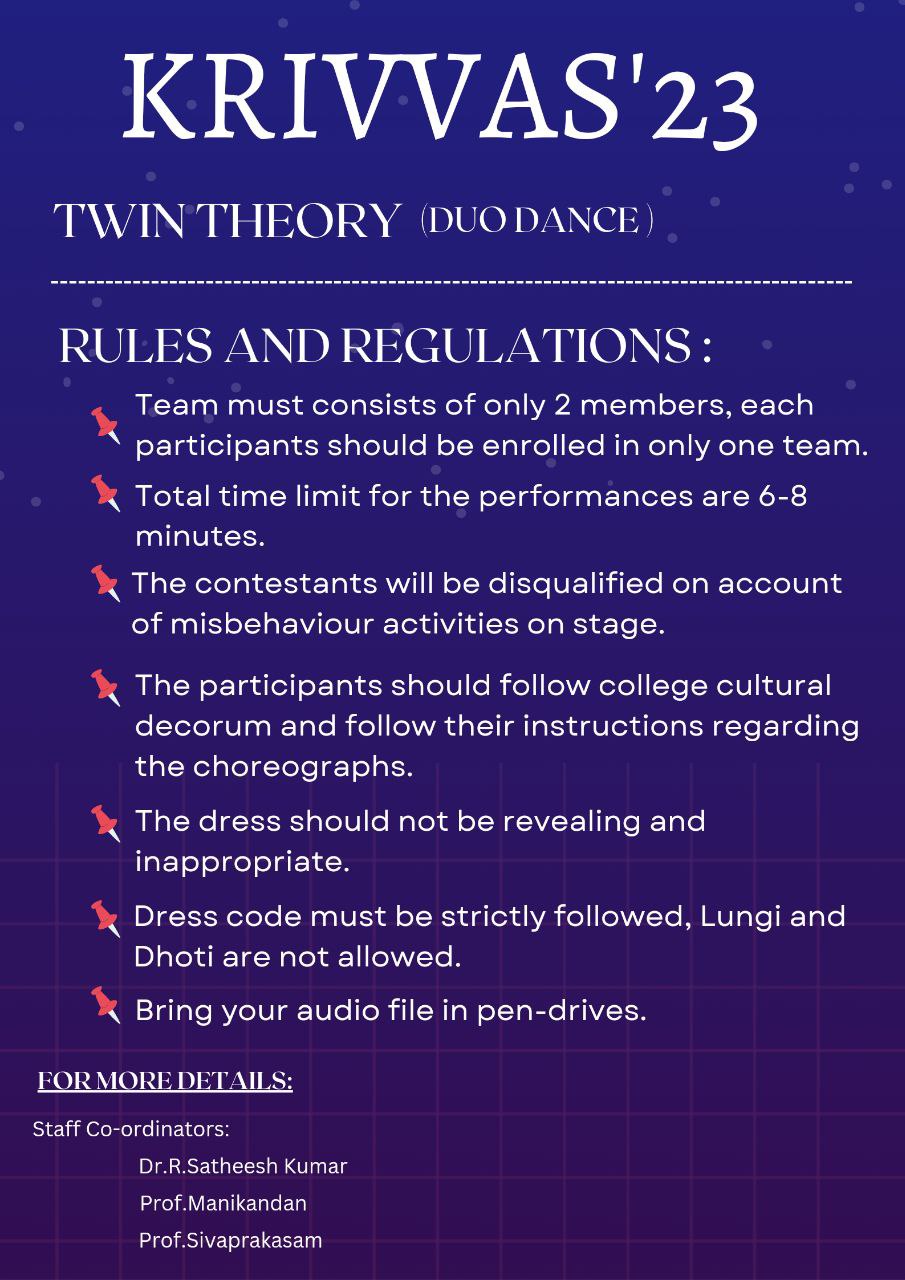 KRIVVAS'23
TWIN THEORY (DUO DANCE )
--------------------------------------------------------------------------------------
RULES AND REGULATIONS :
Team must consists of only 2 members, each
participants should be enrolled in only one team.
Total time limit for the performances are 6-8
minutes.
The contestants will be disqualified on account
of misbehaviour activities on stage.
The participants should follow college cultural
decorum and follow their instructions regarding
the choreographs.
The dress should not be revealing and
inappropriate.
Dress code must be strictly followed, Lungi and
Dhoti are not allowed.
Bring your audio file in pen-drives.
FOR MORE DETAILS:
Staff Co-ordinators:
Dr.R.Satheesh Kumar
Prof.Manikandan
Prof.Sivaprakasam